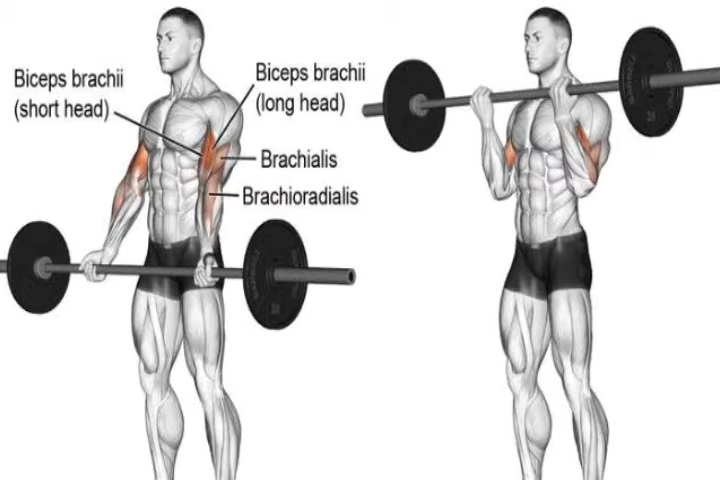 Biceps brachii
(short head)
Biceps brachii
(long head)
Brachialis
Brachioradialis